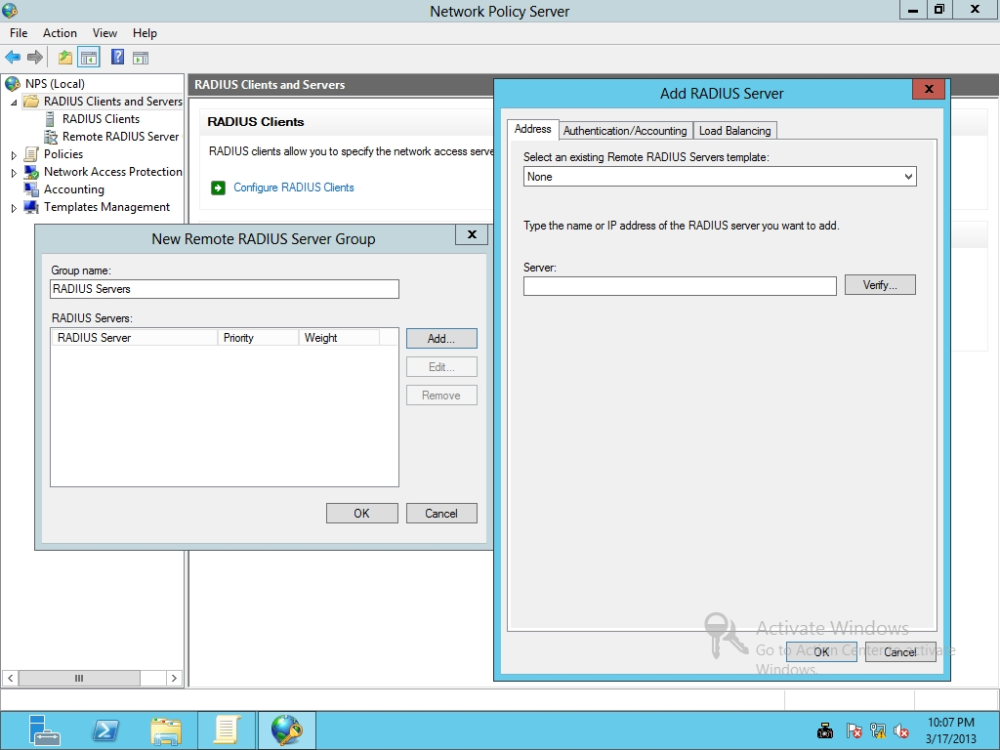 Network Policy Server
File Action View Help
NPS (Local)
RADIUS Clients and Servers
RADIUS Clients
Remote RADIUS Server
Policies
Network Access Protection
Accounting
Templates Management
RADIUS Clients and Servers
RADIUS Clients
RADIUS clients allow you to specify the network access serve
Configure RADIUS Clients
New Remote RADIUS Server Group
Group name:
RADIUS Servers
RADIUS Servers:
RADIUS Server Priority Weight
Add...
Edit...
Remove
OK Cancel
Add RADIUS Server
Address Authentication/Accounting Load Balancing
Select an existing Remote RADIUS Servers template:
None
Type the name or IP address of the RADIUS server you want to add.
Server:
Verify...
Activate Windows
Go to Action Center to activate
Windows.
OK Cancel
10:07 PM
3/17/2013